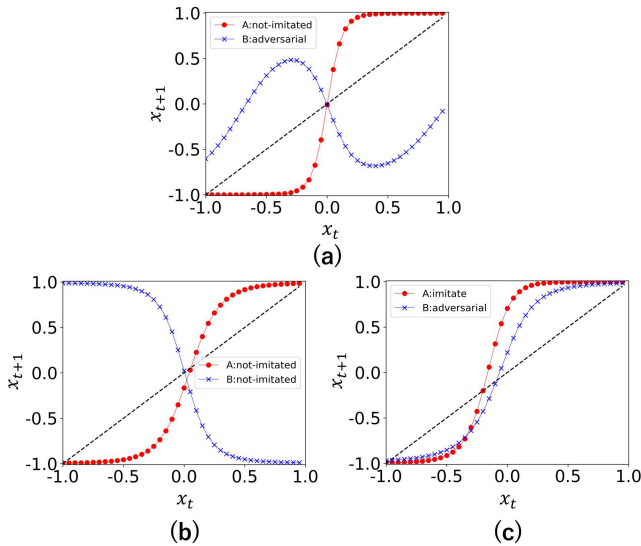 1.0
0.5
0.0
-0.5
-1.0
x_{t+1}
A:not-imitated
B:adversarial
-1.0 -0.5 0.0 0.5 1.0
x_t
(a)
1.0
0.5
0.0
-0.5
-1.0
x_{t+1}
A:not-imitated
B:not-imitated
-1.0 -0.5 0.0 0.5 1.0
x_t
(b)
1.0
0.5
0.0
-0.5
-1.0
x_{t+1}
A:imitate
B:adversarial
-1.0 -0.5 0.0 0.5 1.0
x_t
(c)